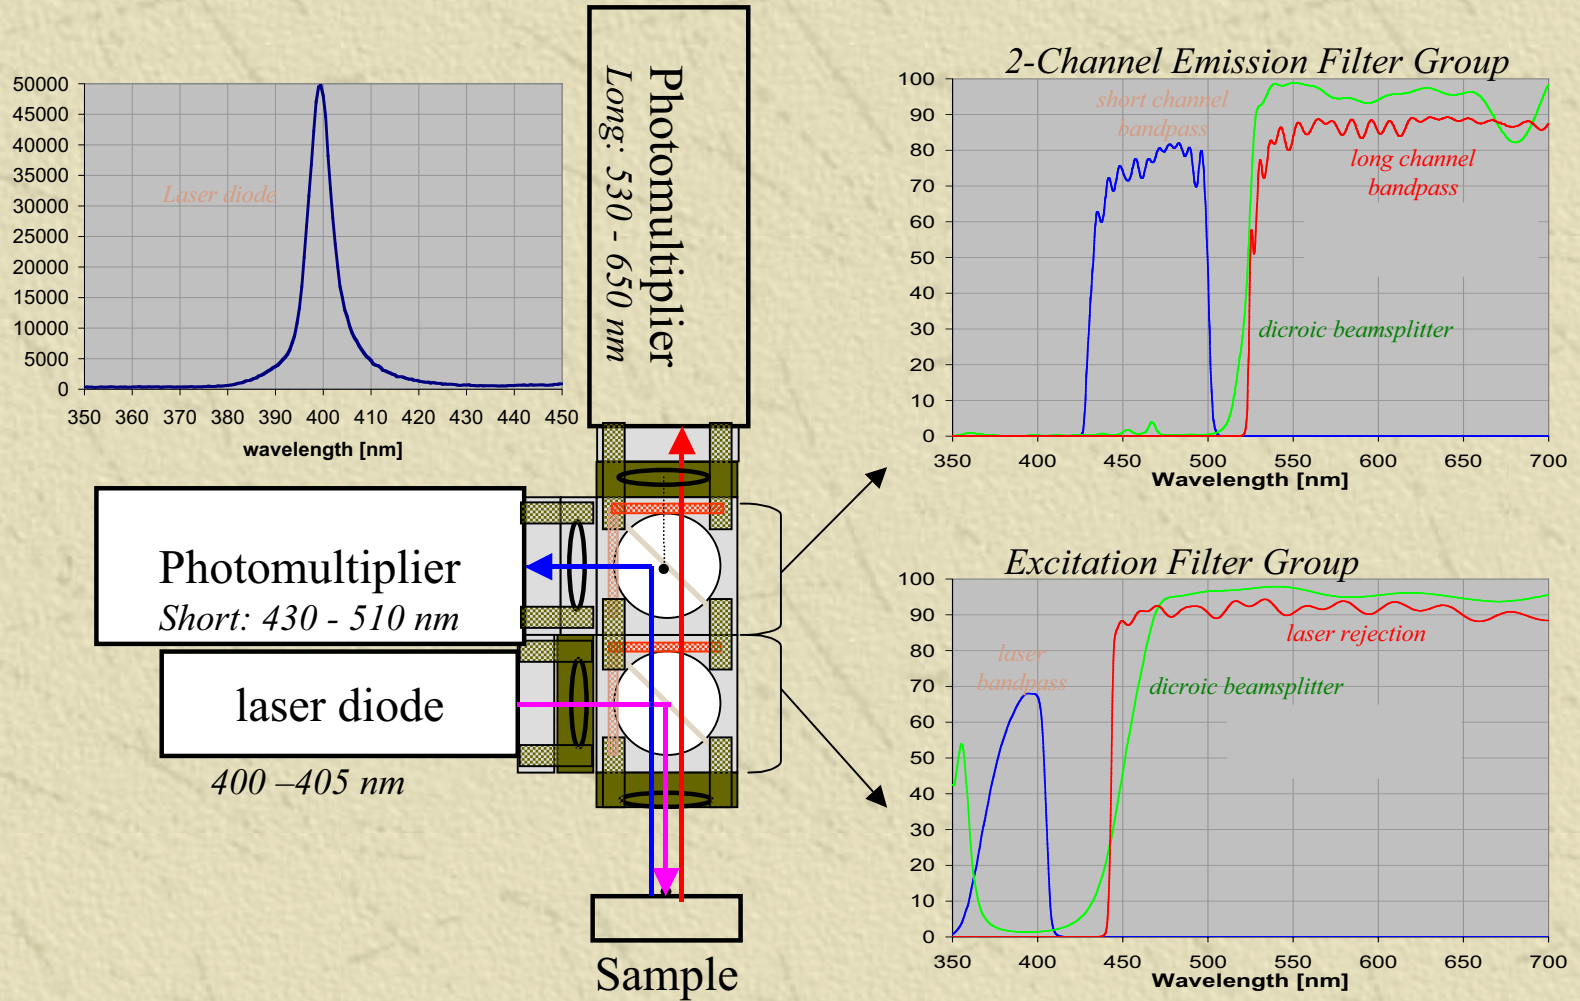 50000
45000
40000
35000
30000
25000
20000
15000
10000
5000
0
Laser diode
350 360 370 380 390 400 410 420 430 440 450
wavelength [nm]
Photomultiplier
Long: 530 - 650 nm
2-Channel Emission Filter Group
100
90
80
70
60
50
40
30
20
10
0
short channel
bandpass
long channel
bandpass
dicroic beamsplitter
350 400 450 500 550 600 650 700
Wavelength [nm]
Photomultiplier
Short: 430 - 510 nm
laser diode
400 –405 nm
Sample
Excitation Filter Group
100
90
80
70
60
50
40
30
20
10
0
laser
bandpass
laser rejection
dicroic beamsplitter
350 400 450 500 550 600 650 700
Wavelength [nm]